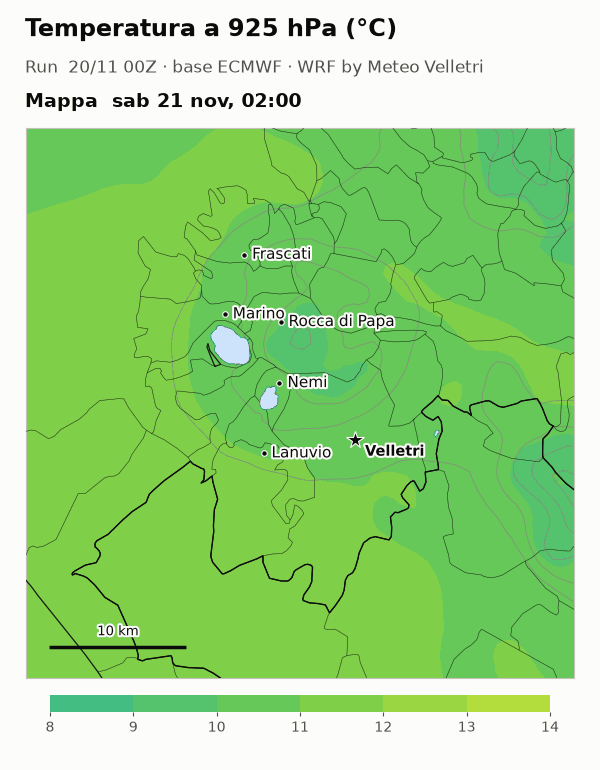 Temperatura a 925 hPa (°C)
Run  20/11 00Z · base ECMWF · WRF by Meteo Velletri
Mappa  sab 21 nov, 02:00
Frascati
Marino
Rocca di Papa
Nemi
Velletri
Lanuvio
10 km
8 9 10 11 12 13 14